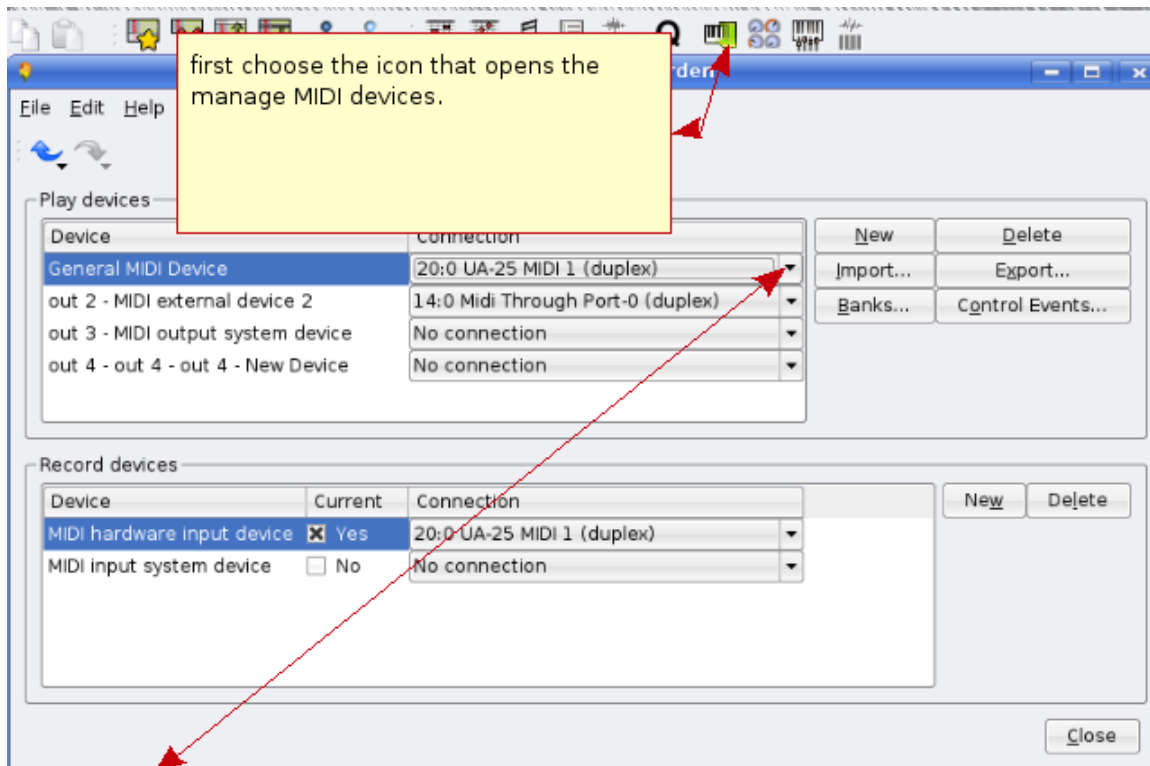 first choose the icon that opens the
manage MIDI devices.
File Edit Help
Play devices
Device Connection New Delete
General MIDI Device 20:0 UA-25 MIDI 1 (duplex) Import... Export...
out 2 - MIDI external device 2 14:0 Midi Through Port-0 (duplex) Banks... Control Events...
out 3 - MIDI output system device No connection
out 4 - out 4 - out 4 - New Device No connection
Record devices
Device Current Connection New Delete
MIDI hardware input device Yes 20:0 UA-25 MIDI 1 (duplex)
MIDI input system device No No connection
Close